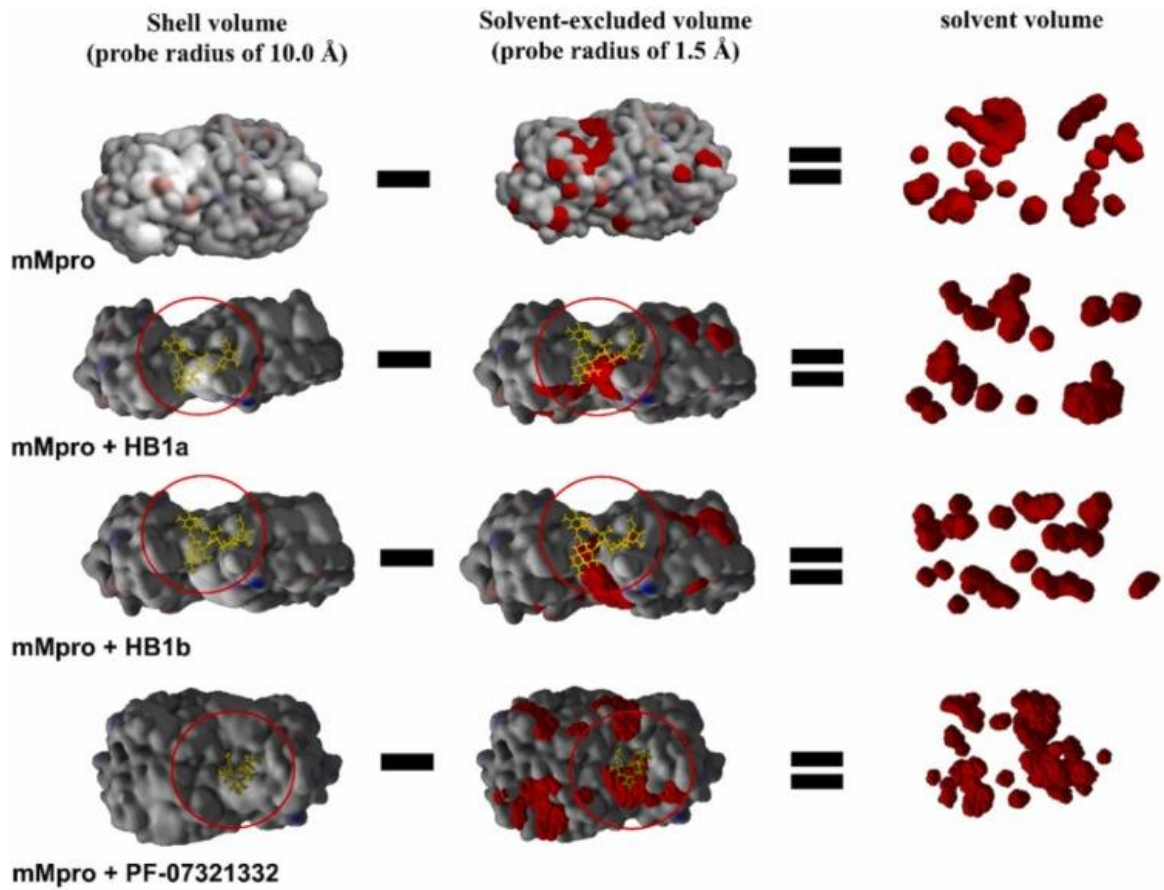 Shell volume
(probe radius of 10.0 Å)
Solvent-excluded volume
(probe radius of 1.5 Å)
solvent volume
mMpro
mMpro + HB1a
mMpro + HB1b
mMpro + PF-07321332